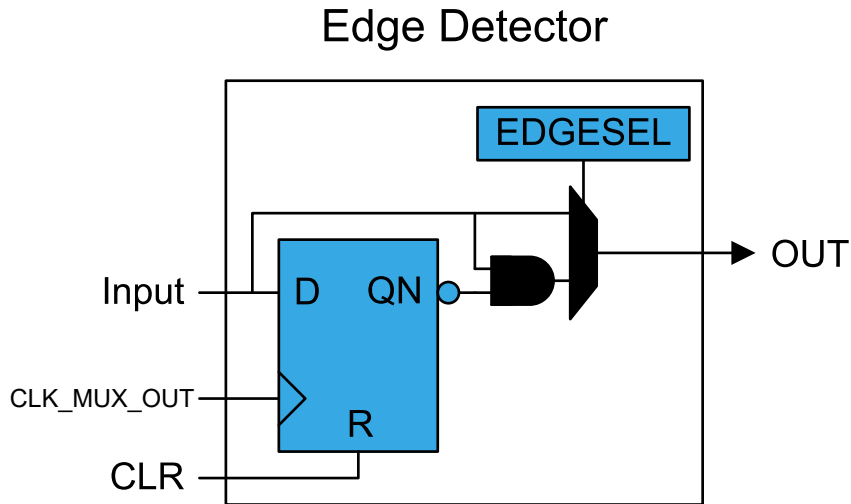 Edge Detector
EDGESEL
OUT
Input
D
QN
CLK_MUX_OUT
R
CLR